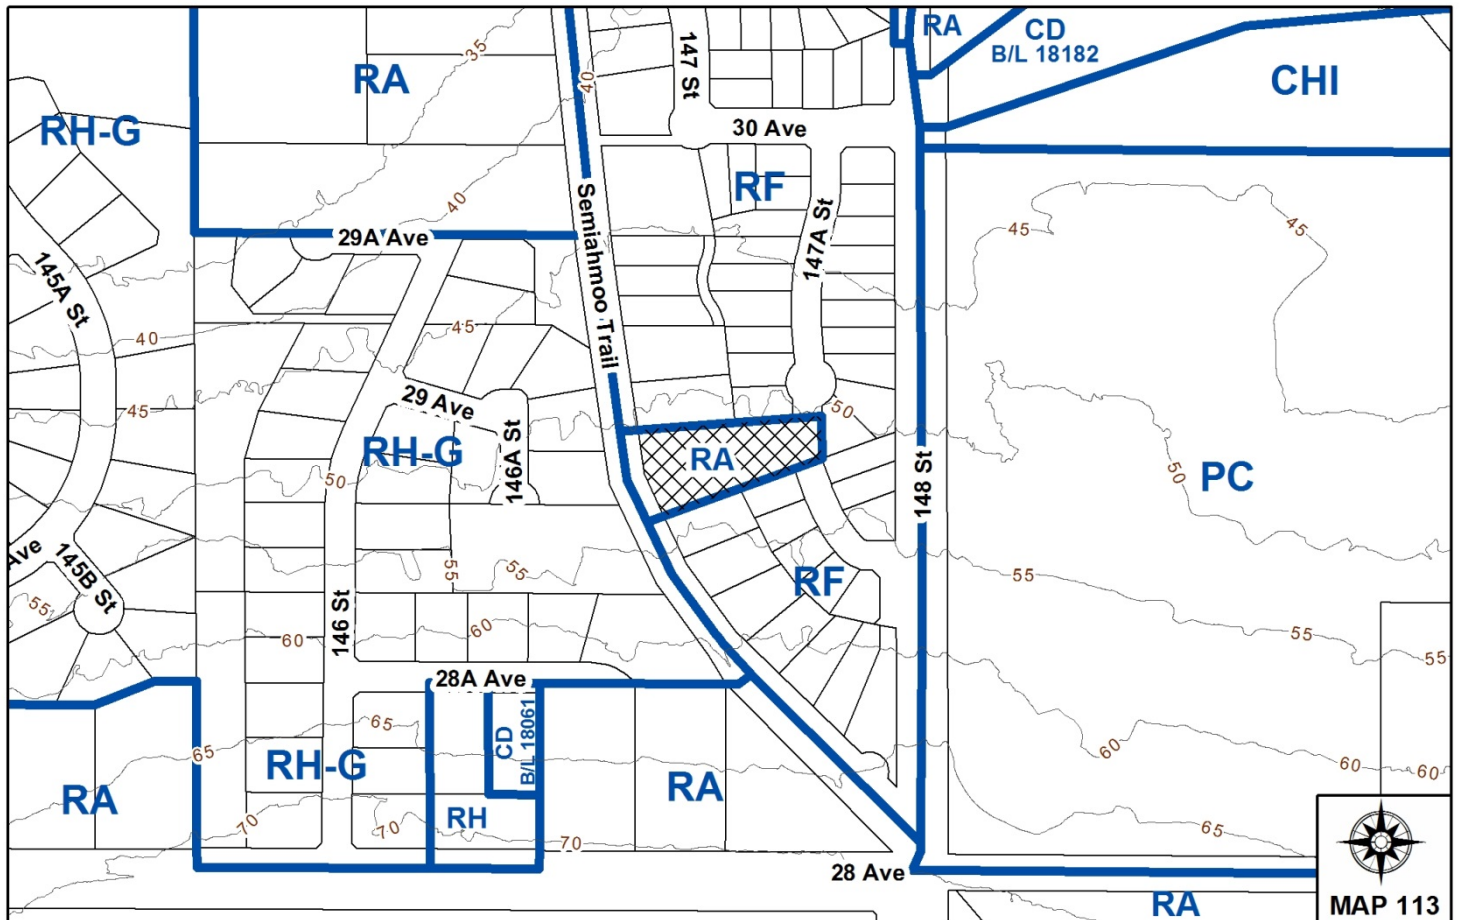 RA
CD
B/L 18182
CHI
RA
35
40
147 St
RH-G
30 Ave
RF
40
Semiahmoo Trail
147A St
45
45
29A Ave
145A St
40
45
45
29 Ave
50
RH-G
146A St
RA
148 St
50
PC
50
Ave
145B St
55
55
55
RF
55
55
55
146 St
60
60
28A Ave
65
65
CD
B/L 18061
60
60
60
RH-G
RA
RA
RH
70
70
70
65
28 Ave
RA
MAP 113